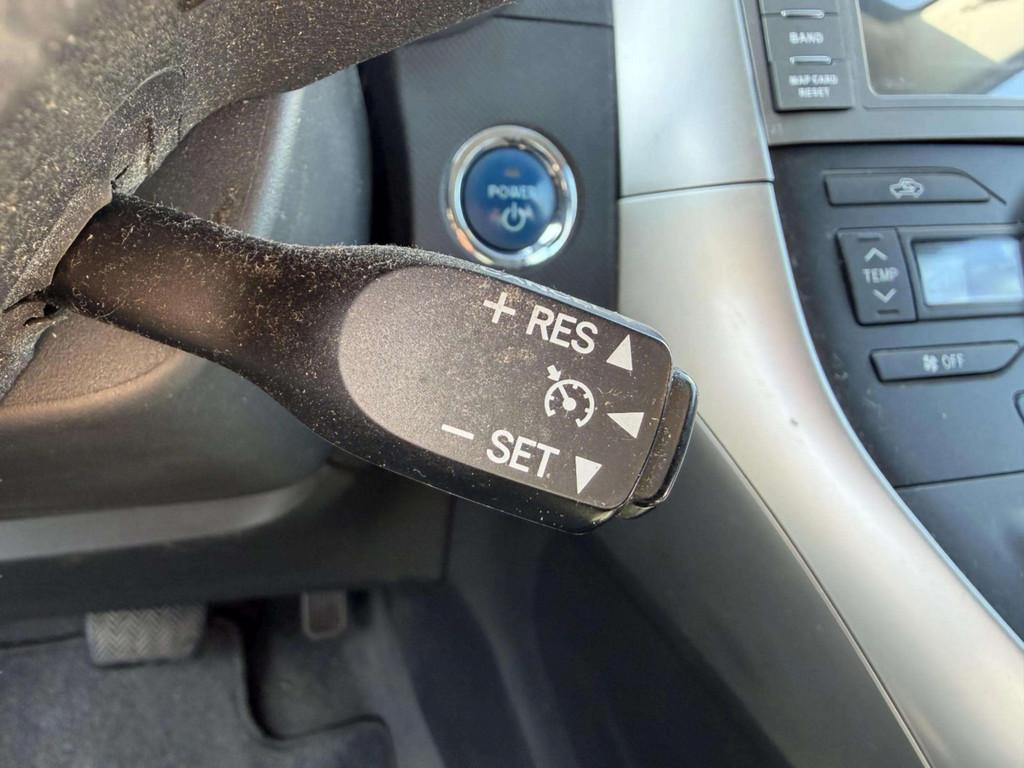 BAND
MAP CARD
RESET
POWER
TEMP
OFF
+ RES
− SET